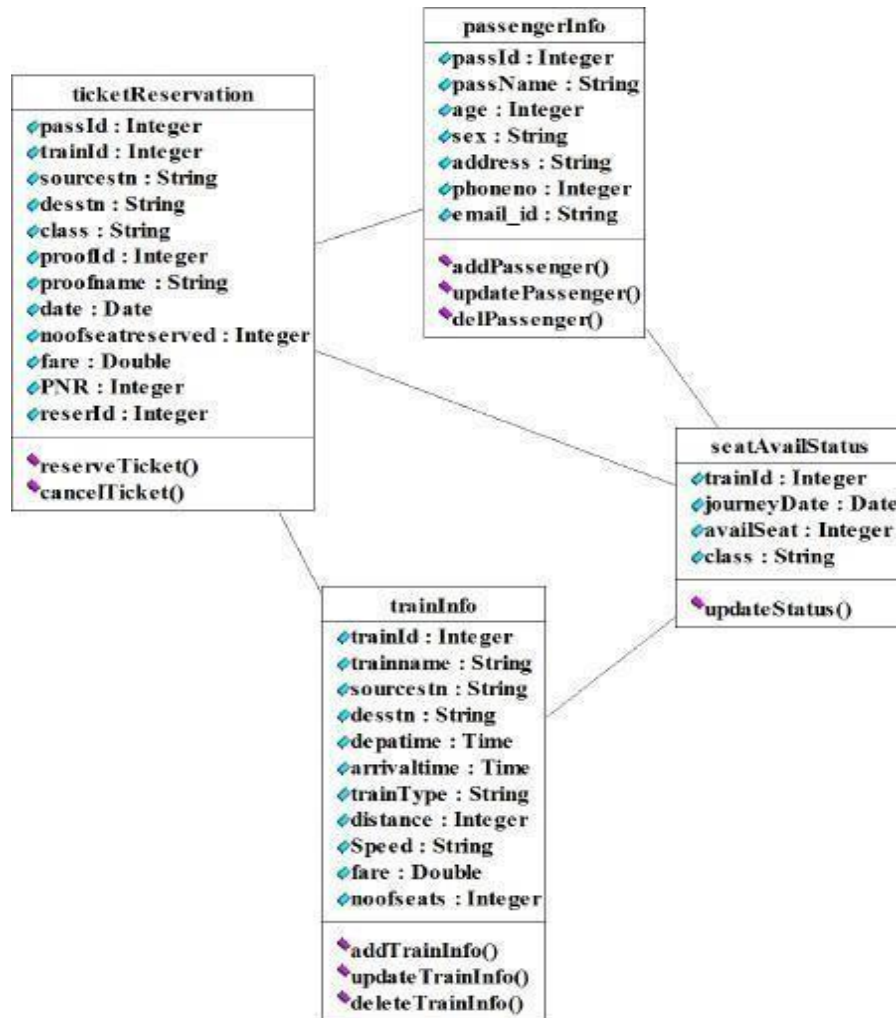 passengerInfo
passId : Integer
passName : String
age : Integer
sex : String
address : String
phoneno : Integer
email_id : String
addPassenger()
updatePassenger()
delPassenger()
ticketReservation
passId : Integer
trainId : Integer
sourcestn : String
desstn : String
class : String
proofId : Integer
proofname : String
date : Date
noofseatreserved : Integer
fare : Double
PNR : Integer
reserId : Integer
reserveTicket()
cancelTicket()
seatAvailStatus
trainId : Integer
journeyDate : Date
availSeat : Integer
class : String
updateStatus()
trainInfo
trainId : Integer
trainname : String
sourcestn : String
desstn : String
depatime : Time
arrivaltime : Time
trainType : String
distance : Integer
Speed : String
fare : Double
noofseats : Integer
addTrainInfo()
updateTrainInfo()
deleteTrainInfo()